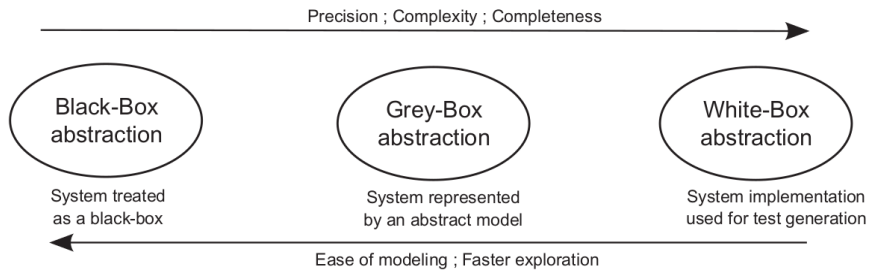 Precision ; Complexity ; Completeness
Black-Box
abstraction
Grey-Box
abstraction
White-Box
abstraction
System treated
as a black-box
System represented
by an abstract model
System implementation
used for test generation
Ease of modeling ; Faster exploration